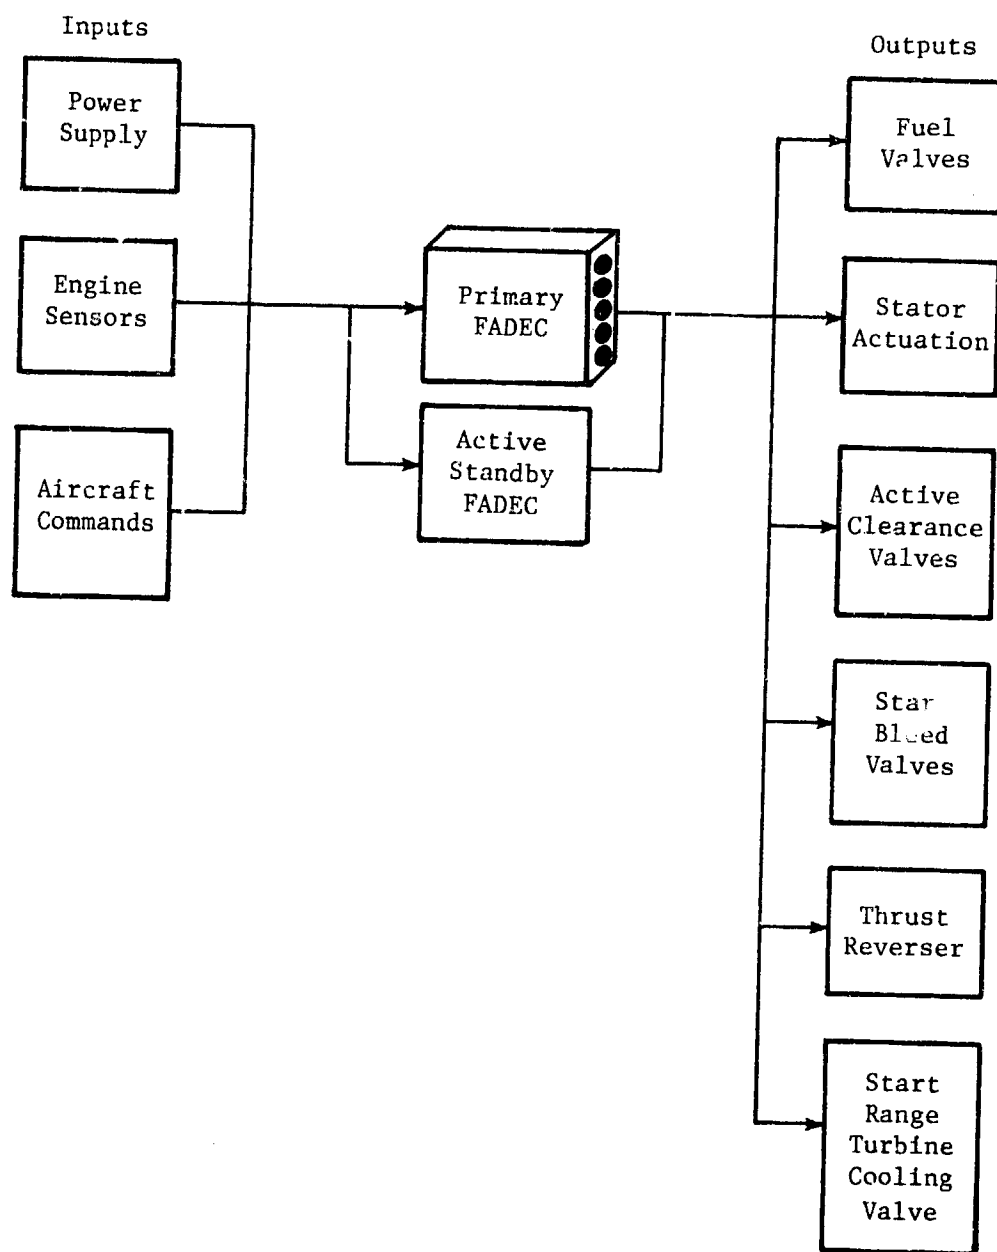 Inputs
Power
Supply
Engine
Sensors
Aircraft
Commands
Primary
FADEC
Active
Standby
FADEC
Outputs
Fuel
Valves
Stator
Actuation
Active
Clearance
Valves
Star
Bleed
Valves
Thrust
Reverser
Start
Range
Turbine
Cooling
Valve